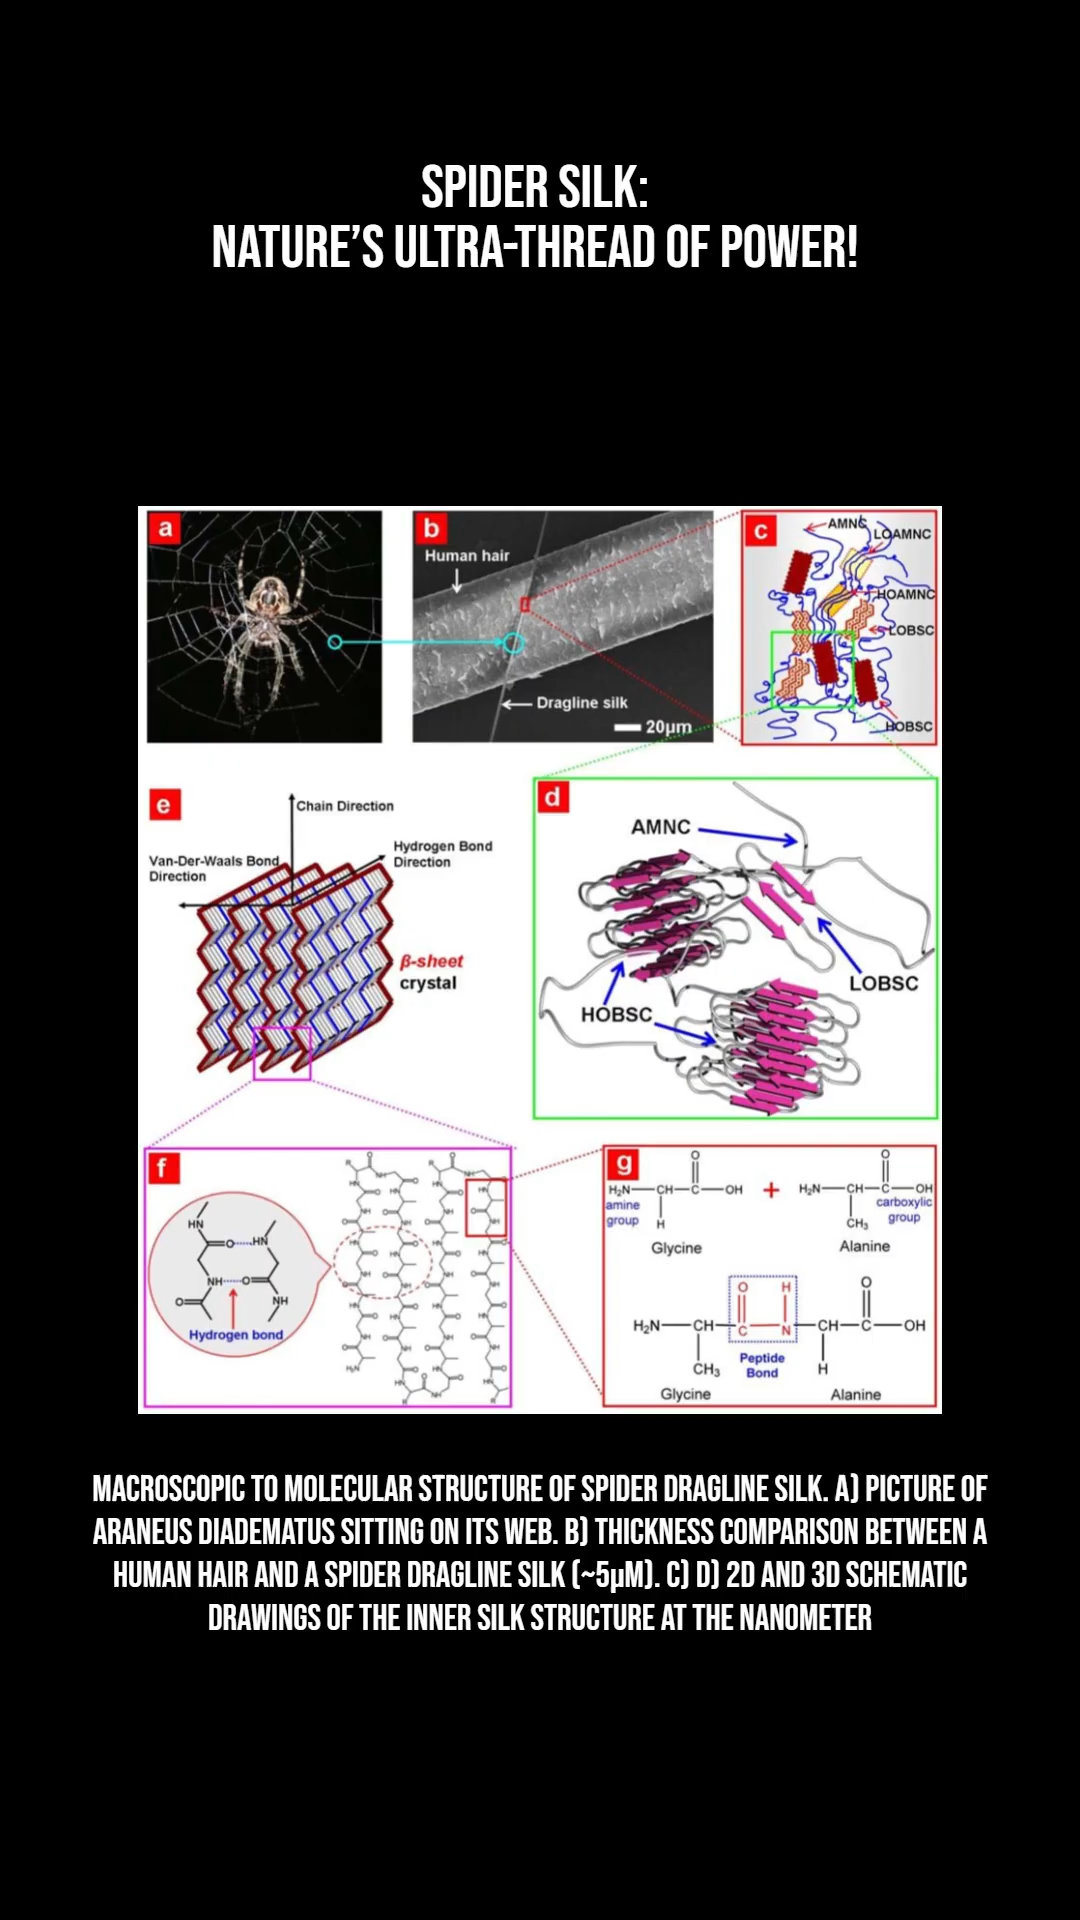 SPIDER SILK:
NATURE'S ULTRA-THREAD OF POWER!
a
b
Human hair
Dragline silk
20µm
c
AMNC
LOAMNC
HOAMNC
LOBSC
HOBSC
e
Chain Direction
Hydrogen Bond
Direction
Van-Der-Waals Bond
Direction
β-sheet
crystal
d
AMNC
LOBSC
HOBSC
f
HN
O
HN
NH
O
O
NH
Hydrogen bond
g
H₂N
CH
C
O
OH
H
amine
group
Glycine
+
H₂N
CH
C
O
OH
CH₃
carboxylic
group
Alanine
H₂N
CH
C
O
H
N
CH
C
O
OH
CH₃
H
Peptide
Bond
Glycine
Alanine
MACROSCOPIC TO MOLECULAR STRUCTURE OF SPIDER DRAGLINE SILK. A) PICTURE OF
ARANEUS DIADEMATUS SITTING ON ITS WEB. B) THICKNESS COMPARISON BETWEEN A
HUMAN HAIR AND A SPIDER DRAGLINE SILK (~5µM). C) D) 2D AND 3D SCHEMATIC
DRAWINGS OF THE INNER SILK STRUCTURE AT THE NANOMETER